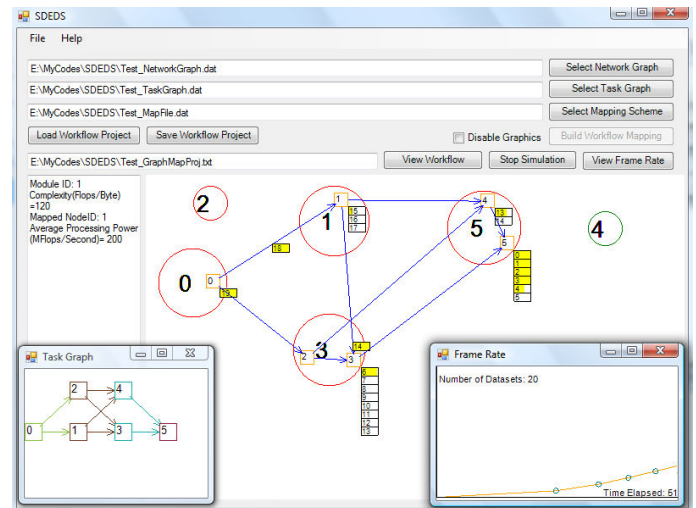 SDEDS
File Help
E:\MyCodes\SDEDS\Test_NetworkGraph.dat
Select Network Graph
E:\MyCodes\SDEDS\Test_TaskGraph.dat
Select Task Graph
E:\MyCodes\SDEDS\Test_MapFile.dat
Select Mapping Scheme
Load Workflow Project
Save Workflow Project
Disable Graphics
Build Workflow Mapping
E:\MyCodes\SDEDS\Test_GraphMapProj.txt
View Workflow
Stop Simulation
View Frame Rate
Module ID: 1
Complexity(Flops/Byte)
=120
Mapped NodeID: 1
Average Processing Power
(MFlops/Second)= 200
2
1
1
15
16
17
4
5
13
14
5
0
1
2
3
4
5
4
18
0
0
19
2
3
3
14
6
7
8
9
10
11
12
13
Task Graph
2
4
0
1
3
5
Frame Rate
Number of Datasets: 20
Time Elapsed: 51